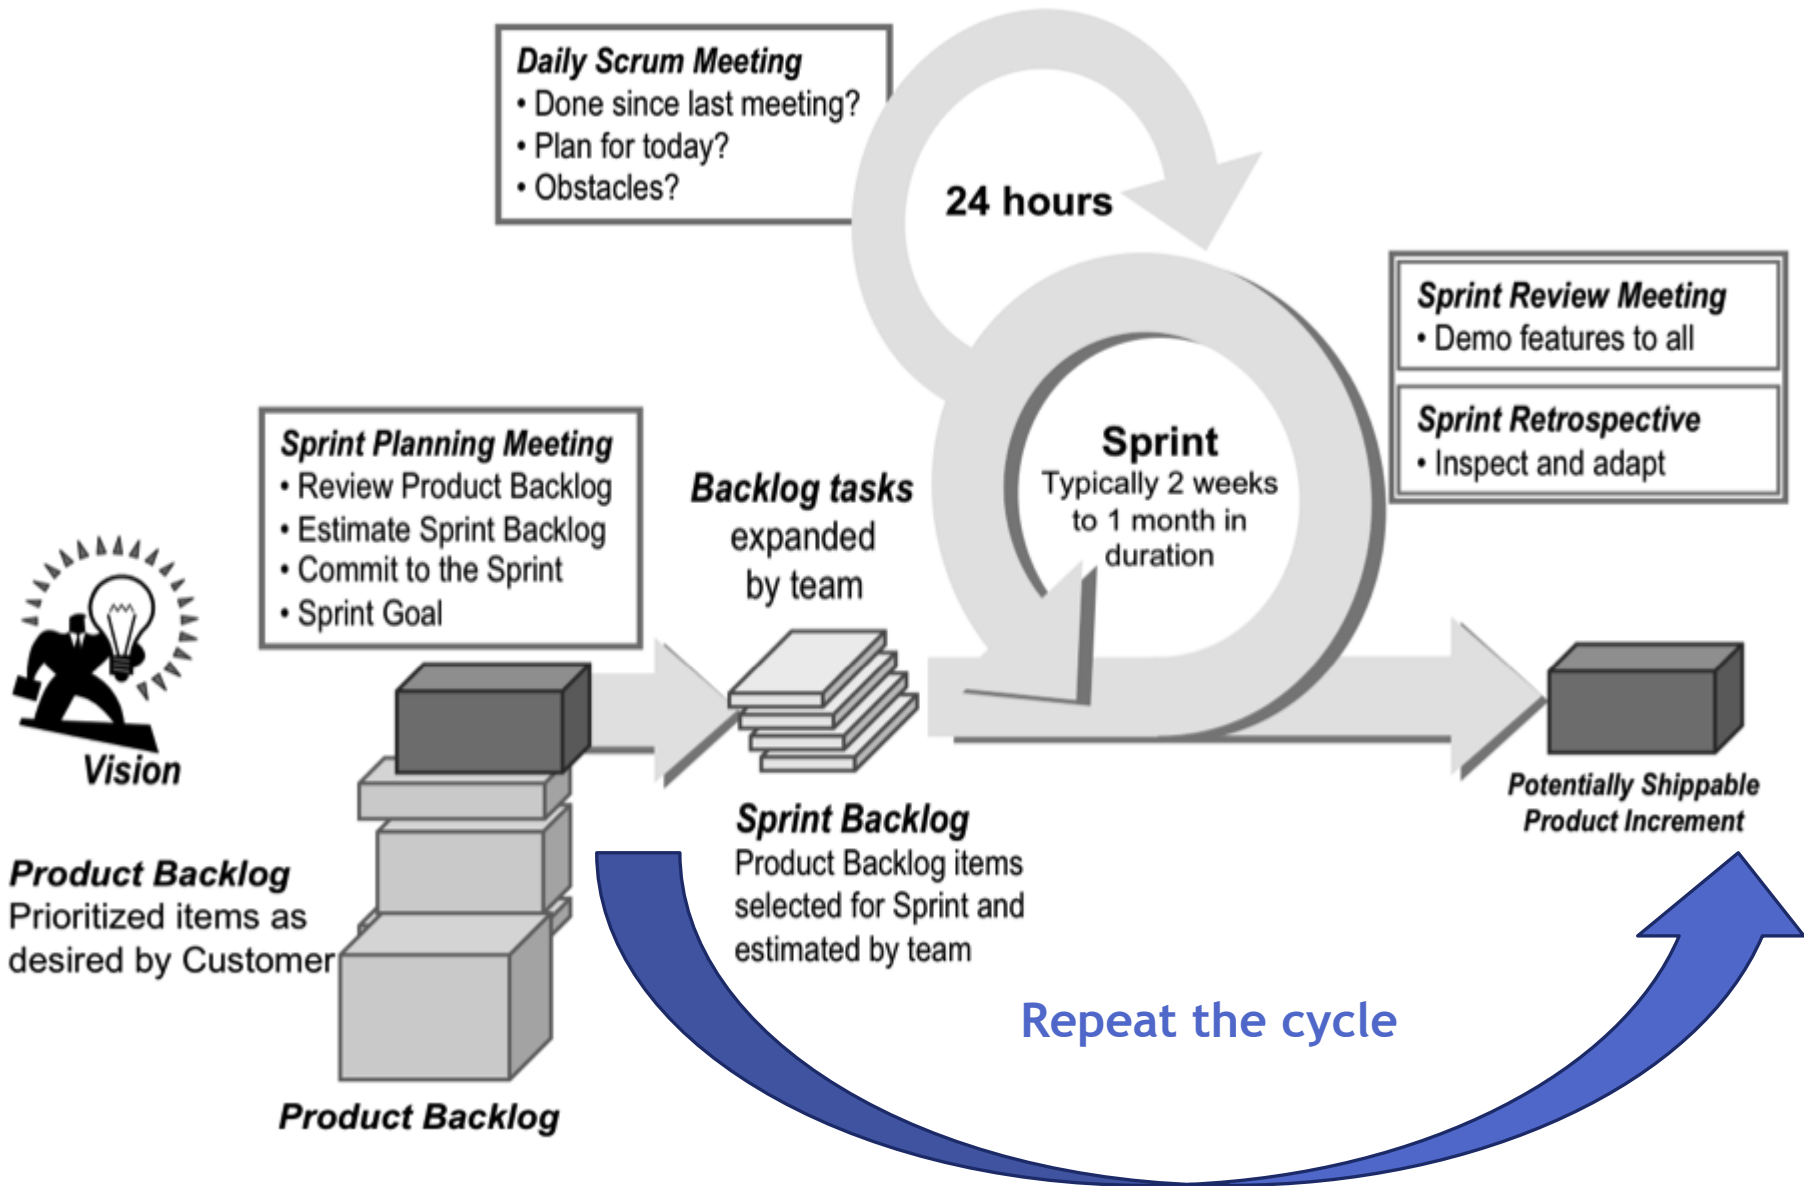 Daily Scrum Meeting
• Done since last meeting?
• Plan for today?
• Obstacles?
24 hours
Sprint Review Meeting
• Demo features to all
Sprint Retrospective
• Inspect and adapt
Sprint Planning Meeting
• Review Product Backlog
• Estimate Sprint Backlog
• Commit to the Sprint
• Sprint Goal
Backlog tasks
expanded
by team
Sprint
Typically 2 weeks
to 1 month in
duration
Vision
Potentially Shippable
Product Increment
Product Backlog
Prioritized items as
desired by Customer
Sprint Backlog
Product Backlog items
selected for Sprint and
estimated by team
Repeat the cycle
Product Backlog